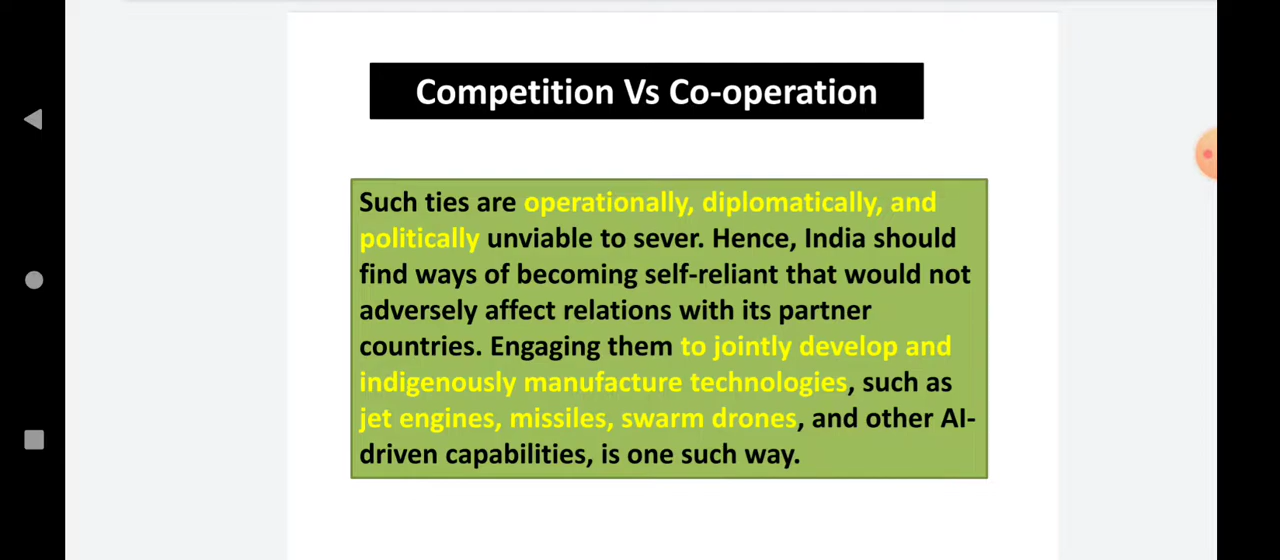 Competition Vs Co-operation
Such ties are operationally, diplomatically, and
politically unviable to sever. Hence, India should
find ways of becoming self-reliant that would not
adversely affect relations with its partner
countries. Engaging them to jointly develop and
indigenously manufacture technologies, such as
jet engines, missiles, swarm drones, and other AI-
driven capabilities, is one such way.